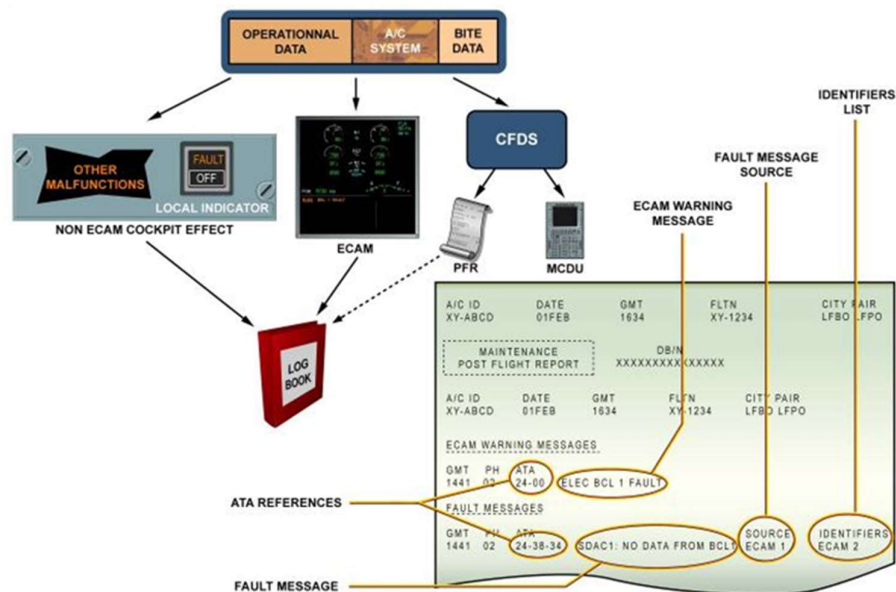 OPERATIONNAL
DATA
A/C
SYSTEM
BITE
DATA
OTHER
MALFUNCTIONS
FAULT
OFF
LOCAL INDICATOR
NON ECAM COCKPIT EFFECT
ECAM
CFDS
PFR
MCDU
LOG
BOOK
IDENTIFIERS
LIST
FAULT MESSAGE
SOURCE
ECAM WARNING
MESSAGE
A/C ID DATE GMT FLTN CITY PAIR
XY-ABCD 01FEB 1634 XY-1234 LFBO LFPO
MAINTENANCE
POST FLIGHT REPORT
DB/N
XXXXXXXXXXXXXXX
A/C ID DATE GMT FLTN CITY PAIR
XY-ABCD 01FEB 1634 XY-1234 LFBO LFPO
ECAM WARNING MESSAGES
GMT PH ATA
1441 02 24-00 ELEC BCL 1 FAULT
ATA REFERENCES
FAULT MESSAGES
GMT PH ATA SOURCE IDENTIFIERS
1441 02 24-38-34 SDAC1: NO DATA FROM BCL1 ECAM 1 ECAM 2
FAULT MESSAGE